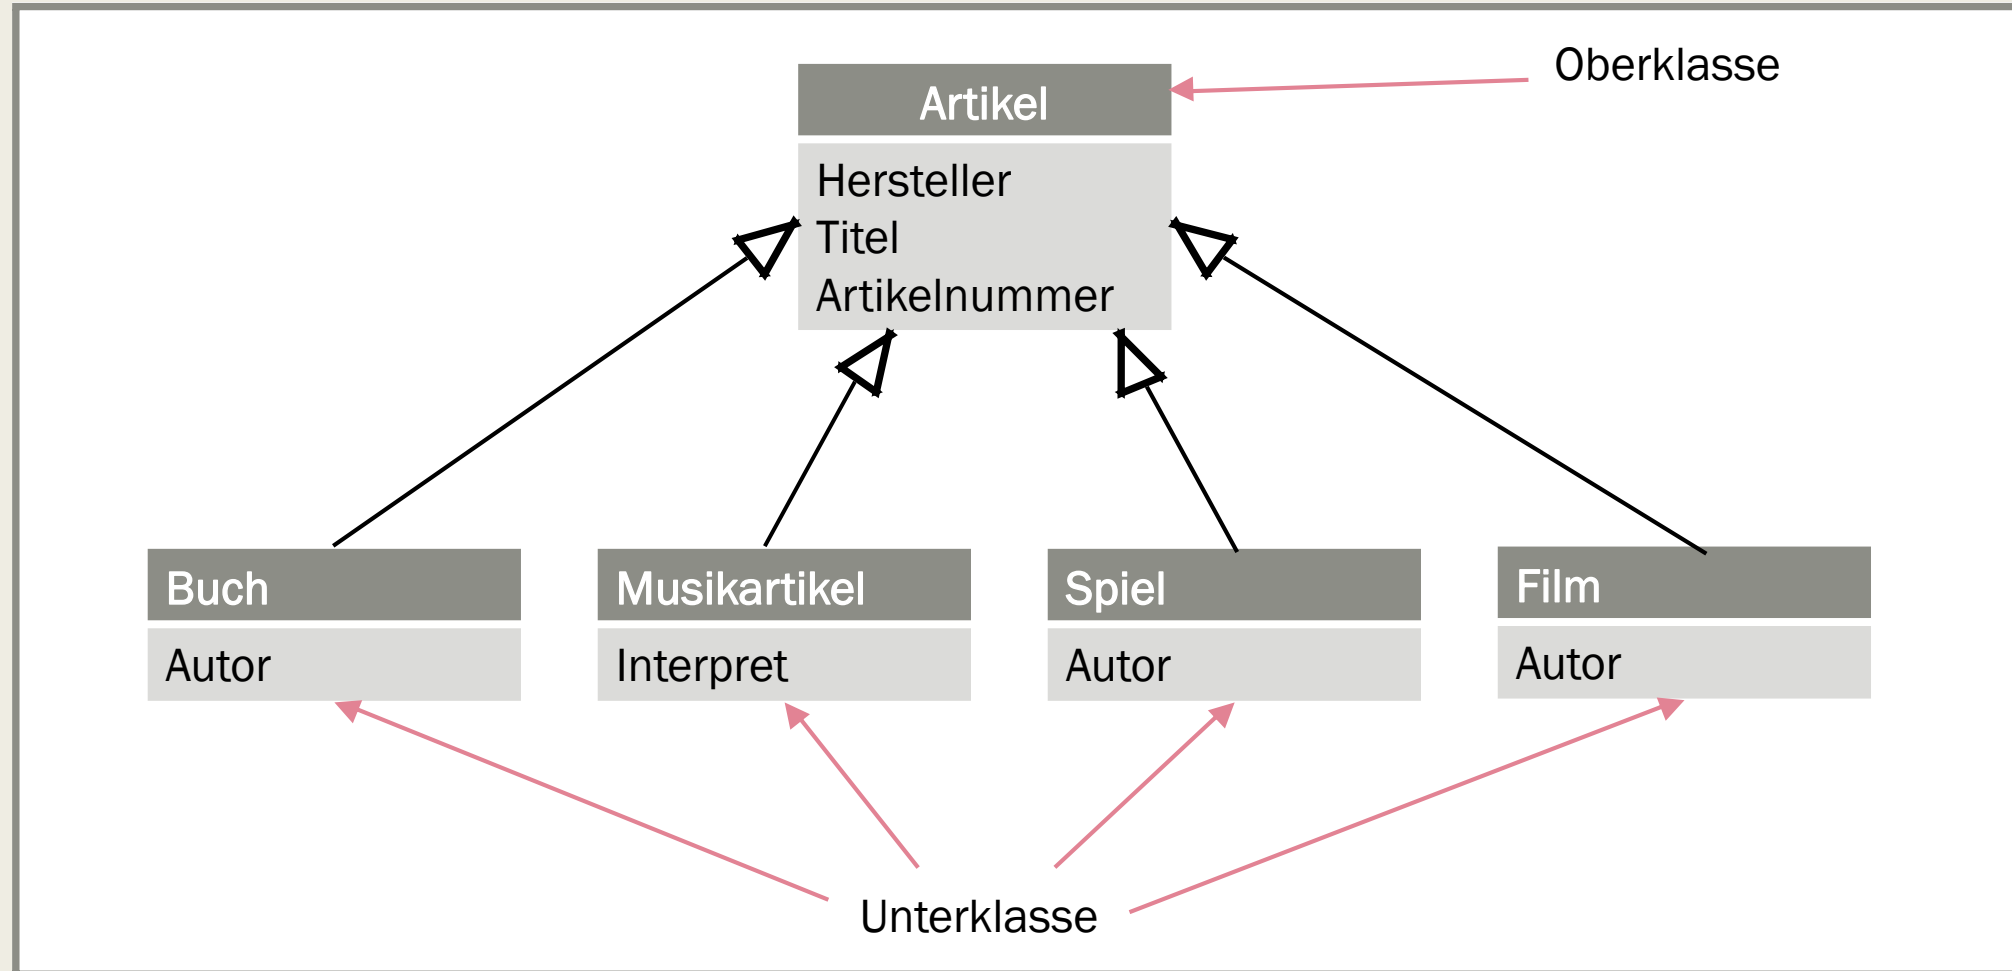 Oberklasse
Artikel
Hersteller
Titel
Artikelnummer
Buch
Autor
Musikartikel
Interpret
Spiel
Autor
Film
Autor
Unterklasse